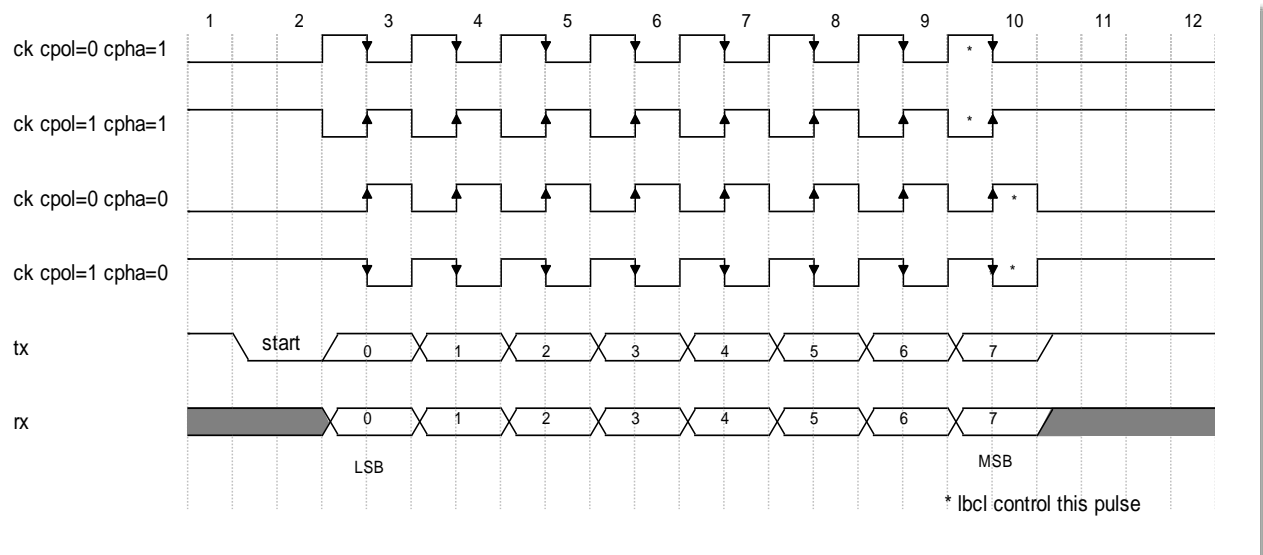 1 2 3 4 5 6 7 8 9 10 11 12
ck cpol=0 cpha=1 *
ck cpol=1 cpha=1 *
ck cpol=0 cpha=0 *
ck cpol=1 cpha=0 *
tx start 0 1 2 3 4 5 6 7
rx 0 1 2 3 4 5 6 7
LSB MSB
* lbcl control this pulse